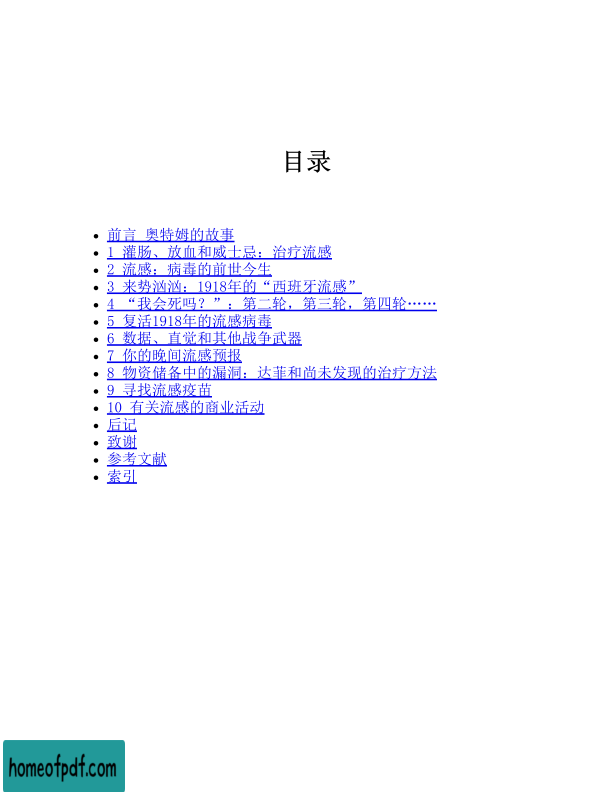 目录
前言 奥特姆的故事
1 灌肠、放血和威士忌：治疗流感
2 流感：病毒的前世今生
3 来势汹汹：1918年的“西班牙流感”
4 “我会死吗？”：第二轮，第三轮，第四轮……
5 复活1918年的流感病毒
6 数据、直觉和其他战争武器
7 你的晚间流感预报
8 物资储备中的漏洞：达菲和尚未发现的治疗方法
9 寻找流感疫苗
10 有关流感的商业活动
后记
致谢
参考文献
索引
homeofpdf.com